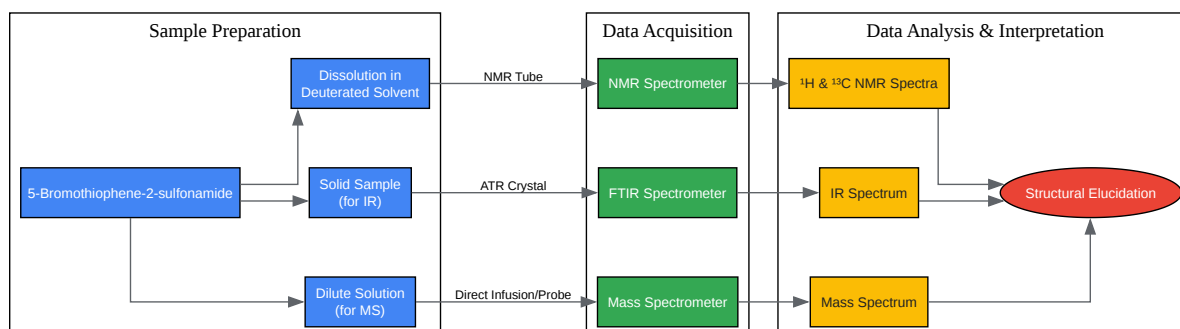 Sample Preparation
Data Acquisition
Data Analysis & Interpretation
Dissolution in
Deuterated Solvent
NMR Tube
NMR Spectrometer
¹H & ¹³C NMR Spectra
5-Bromothiophene-2-sulfonamide
Solid Sample
(for IR)
ATR Crystal
FTIR Spectrometer
IR Spectrum
Structural Elucidation
Dilute Solution
(for MS)
Direct Infusion/Probe
Mass Spectrometer
Mass Spectrum